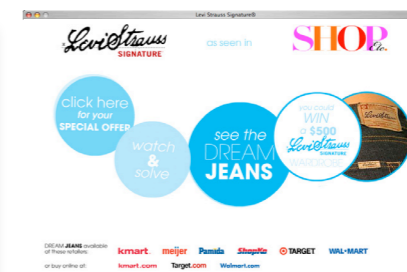 Levi Strauss Signature®
Levi Strauss
SIGNATURE
as seen in
SHOP
Etc.
click here
for your
SPECIAL OFFER
watch
&
solve
see the
DREAM
JEANS
you could
WIN
a $500
Levi Strauss
SIGNATURE
WARDROBE
DREAM JEANS available
at these retailers:
kmart.
meijer
Pamida
ShopKo
TARGET
WAL★MART
or buy online at:
kmart.com
Target.com
Walmart.com